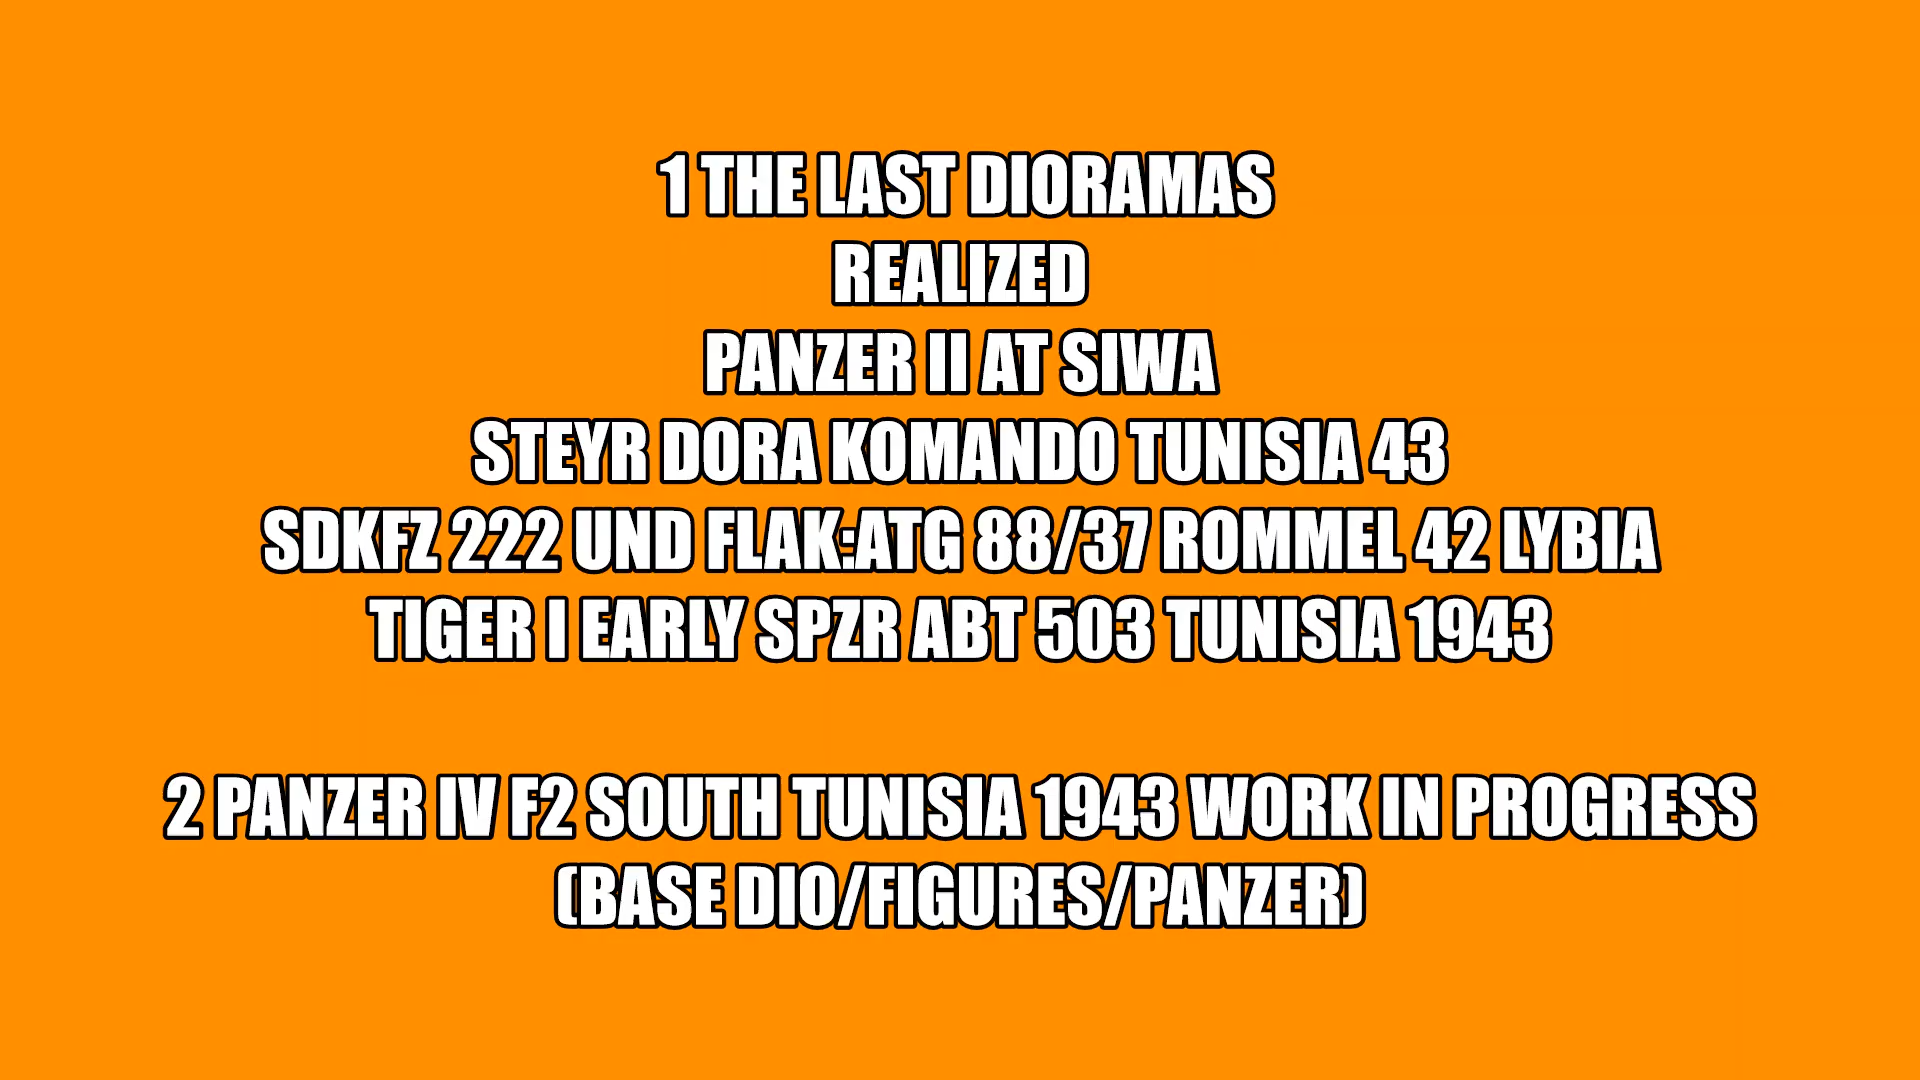 1 THE LAST DIORAMAS
REALIZED
PANZER II AT SIWA
STEYR DORA KOMANDO TUNISIA 43
SDKFZ 222 UND FLAK:ATG 88/37 ROMMEL 42 LYBIA
TIGER I EARLY SPZR ABT 503 TUNISIA 1943
2 PANZER IV F2 SOUTH TUNISIA 1943 WORK IN PROGRESS
(BASE DIO/FIGURES/PANZER)